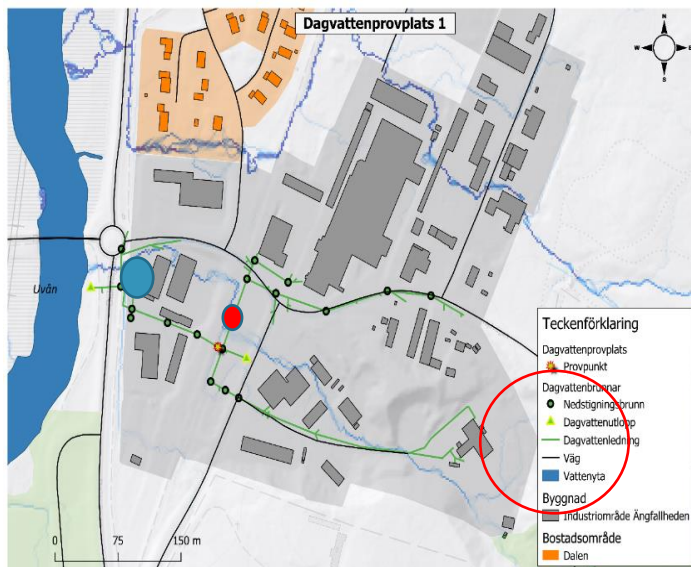 Dagvattenprovplats 1
N
W E
S
Uvån
Teckenförklaring
Dagvattenprovplats
Provpunkt
Dagvattenbrunnar
Nedstigningsbrunn
Dagvattenutlopp
Dagvattenledning
Väg
Vattenyta
Byggnad
Industriområde Ängfallheden
Bostadsområde
Dalen
0 75 150 m